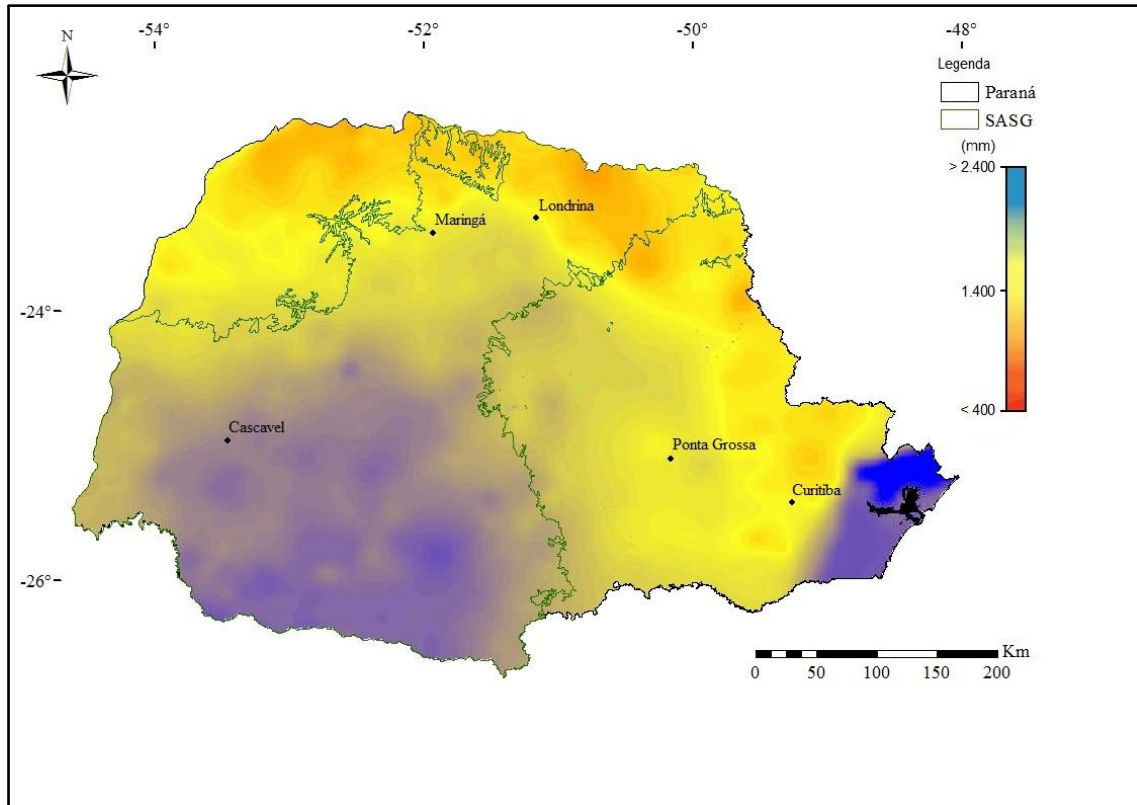 -54°
-52°
-50°
-48°
N
Legenda
Paraná
SASG
(mm)
> 2.400
1.400
< 400
Londrina
Maringá
-24°
Cascavel
Ponta Grossa
Curitiba
-26°
Km
0 50 100 150 200